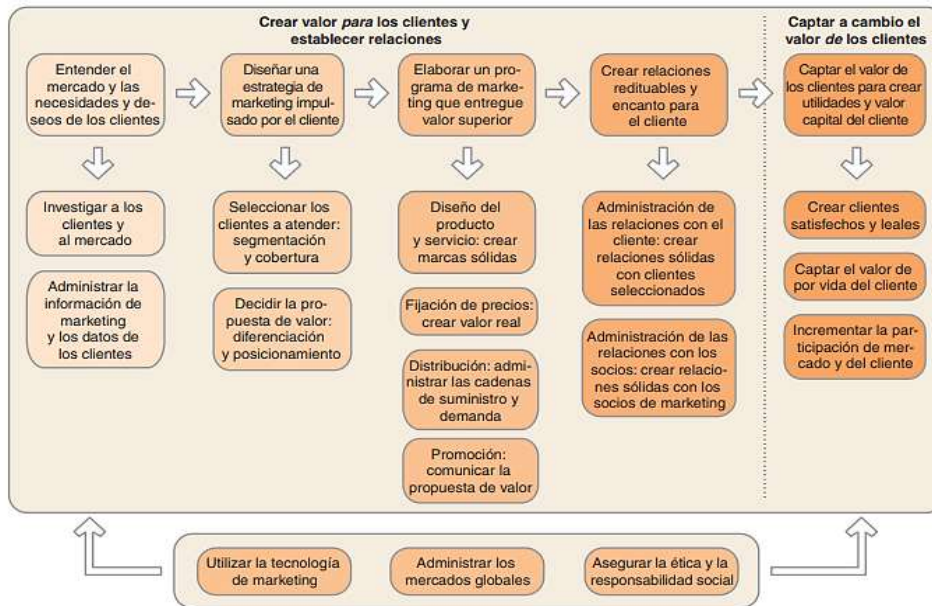 Crear valor para los clientes y
establecer relaciones
Captar a cambio el
valor de los clientes
Entender el
mercado y las
necesidades y de-
seos de los clientes
Diseñar una
estrategia de
marketing impul-
sado por el cliente
Elaborar un pro-
grama de marke-
ting que entregue
valor superior
Crear relaciones
redituables y
encanto para
el cliente
Captar el valor de
los clientes para crear
utilidades y valor
capital del cliente
Investigar a los
clientes y
al mercado
Administrar la
información de
marketing
y los datos de
los clientes
Seleccionar los
clientes a atender:
segmentación
y cobertura
Decidir la pro-
puesta de valor:
diferenciación
y posicionamiento
Diseño del
producto
y servicio: crear
marcas sólidas
Fijación de precios:
crear valor real
Distribución: admi-
nistrar las cadenas
de suministro y
demanda
Promoción:
comunicar la
propuesta de valor
Administración de
las relaciones con el
cliente: crear
relaciones sólidas
con clientes
seleccionados
Administración de las
relaciones con los
socios: crear relacio-
nes sólidas con los
socios de marketing
Crear clientes
satisfechos y leales
Captar el valor de
por vida del cliente
Incrementar la par-
ticipación de mer-
cado y del cliente
Utilizar la tecnología
de marketing
Administrar los
mercados globales
Asegurar la ética y la
responsabilidad social